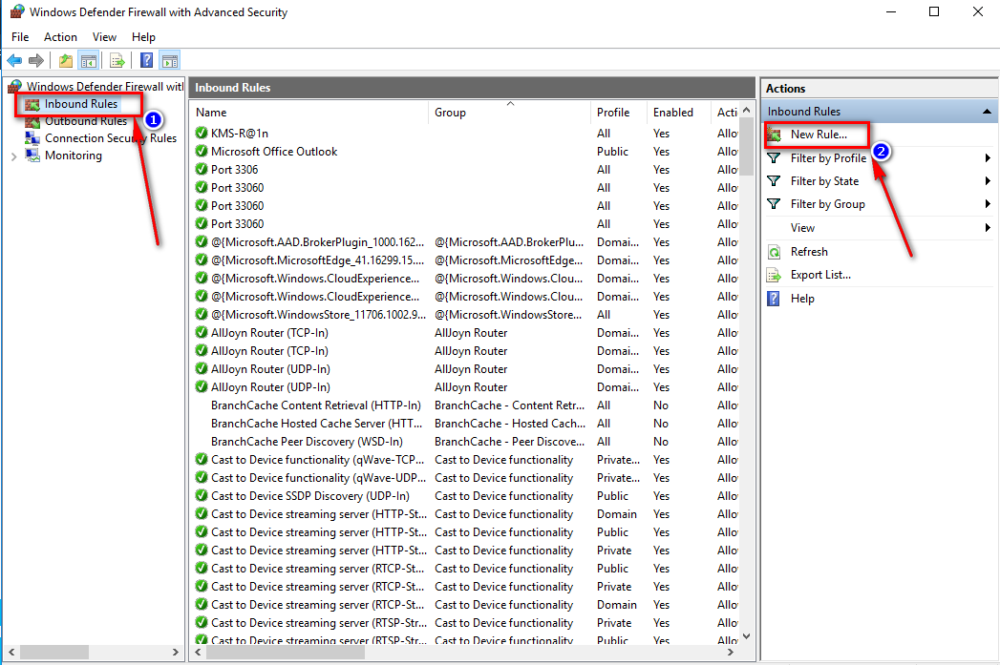 Windows Defender Firewall with Advanced Security
File Action View Help
Windows Defender Firewall wit
Inbound Rules
Outbound Rules
Connection Security Rules
Monitoring
1
Inbound Rules
Name Group Profile Enabled Acti
KMS-R@1n All Yes Allo
Microsoft Office Outlook Public Yes Allo
Port 3306 All Yes Allo
Port 33060 All Yes Allo
Port 33060 All Yes Allo
Port 33060 All Yes Allo
@{Microsoft.AAD.BrokerPlugin_1000.162... @{Microsoft.AAD.BrokerPlu... Domai... Yes Allo
@{Microsoft.MicrosoftEdge_41.16299.15.... @{Microsoft.MicrosoftEdge... Domai... Yes Allo
@{Microsoft.Windows.CloudExperience... @{Microsoft.Windows.Clou... Domai... Yes Allo
@{Microsoft.Windows.CloudExperience... @{Microsoft.Windows.Clou... Domai... Yes Allo
@{Microsoft.WindowsStore_11706.1002.9... @{Microsoft.WindowsStore... All Yes Allo
AllJoyn Router (TCP-In) AllJoyn Router Domai... Yes Allo
AllJoyn Router (TCP-In) AllJoyn Router Domai... Yes Allo
AllJoyn Router (UDP-In) AllJoyn Router Domai... Yes Allo
AllJoyn Router (UDP-In) AllJoyn Router Domai... Yes Allo
BranchCache Content Retrieval (HTTP-In) BranchCache - Content Retr... All No Allo
BranchCache Hosted Cache Server (HTT... BranchCache - Hosted Cach... All No Allo
BranchCache Peer Discovery (WSD-In) BranchCache - Peer Discove... All No Allo
Cast to Device functionality (qWave-TCP... Cast to Device functionality Private... Yes Allo
Cast to Device functionality (qWave-UDP... Cast to Device functionality Private... Yes Allo
Cast to Device SSDP Discovery (UDP-In) Cast to Device functionality Public Yes Allo
Cast to Device streaming server (HTTP-St... Cast to Device functionality Domain Yes Allo
Cast to Device streaming server (HTTP-St... Cast to Device functionality Public Yes Allo
Cast to Device streaming server (HTTP-St... Cast to Device functionality Private Yes Allo
Cast to Device streaming server (RTCP-St... Cast to Device functionality Public Yes Allo
Cast to Device streaming server (RTCP-St... Cast to Device functionality Private Yes Allo
Cast to Device streaming server (RTCP-St... Cast to Device functionality Domain Yes Allo
Cast to Device streaming server (RTSP-Str... Cast to Device functionality Private Yes Allo
Cast to Device streaming server (RTSP-Str... Cast to Device functionality Public Yes Allo
Actions
Inbound Rules
New Rule...
2
Filter by Profile
Filter by State
Filter by Group
View
Refresh
Export List...
Help